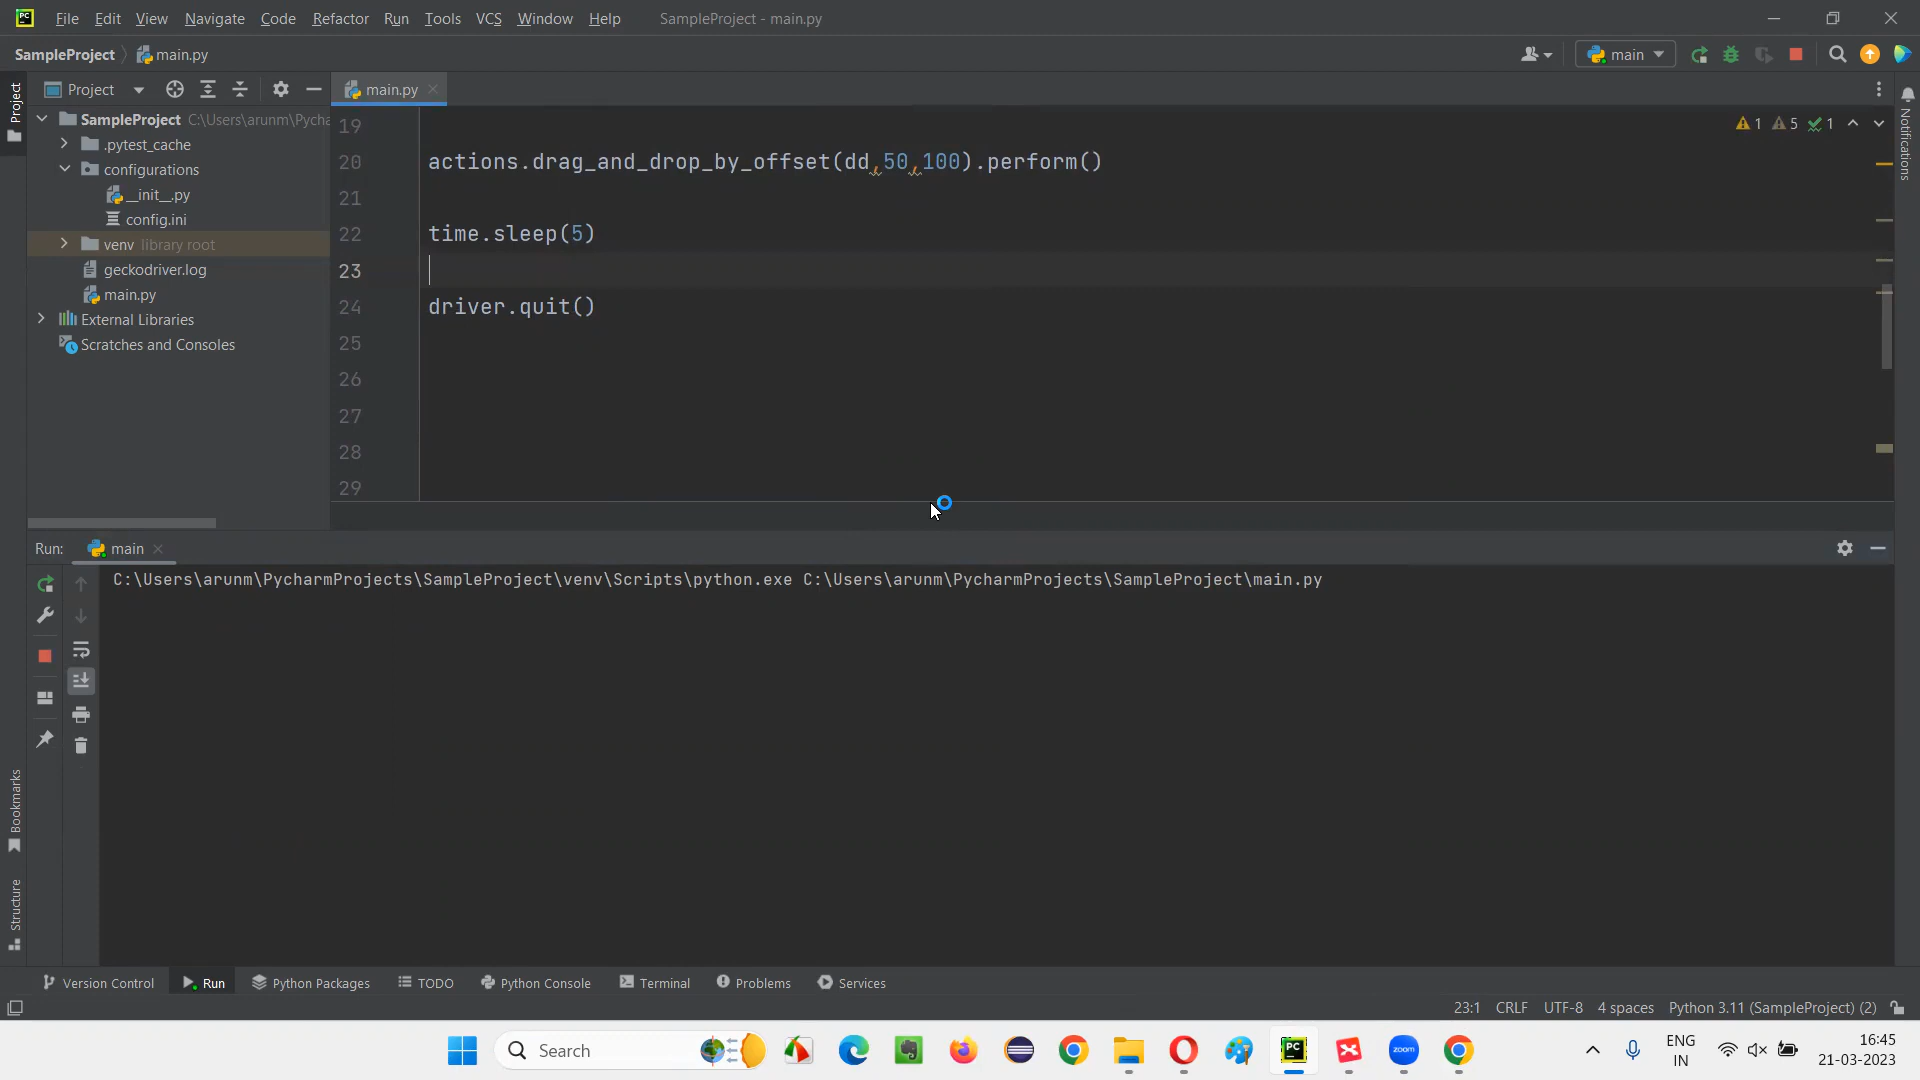 PC
File Edit View Navigate Code Refactor Run Tools VCS Window Help SampleProject - main.py
SampleProject main.py main
Project main.py
SampleProject C:\Users\arunm\Pycha
.pytest_cache
configurations
__init__.py
config.ini
venv library root
geckodriver.log
main.py
External Libraries
Scratches and Consoles
Project
Bookmarks
Structure
19
20 actions.drag_and_drop_by_offset(dd,50,100).perform()
21
22 time.sleep(5)
23
24 driver.quit()
25
26
27
28
29
1 5 1
Notifications
Run: main
C:\Users\arunm\PycharmProjects\SampleProject\venv\Scripts\python.exe C:\Users\arunm\PycharmProjects\SampleProject\main.py
Version Control Run Python Packages TODO Python Console Terminal Problems Services
23:1 CRLF UTF-8 4 spaces Python 3.11 (SampleProject) (2)
Search PC zoom ENG 16:45
IN 21-03-2023